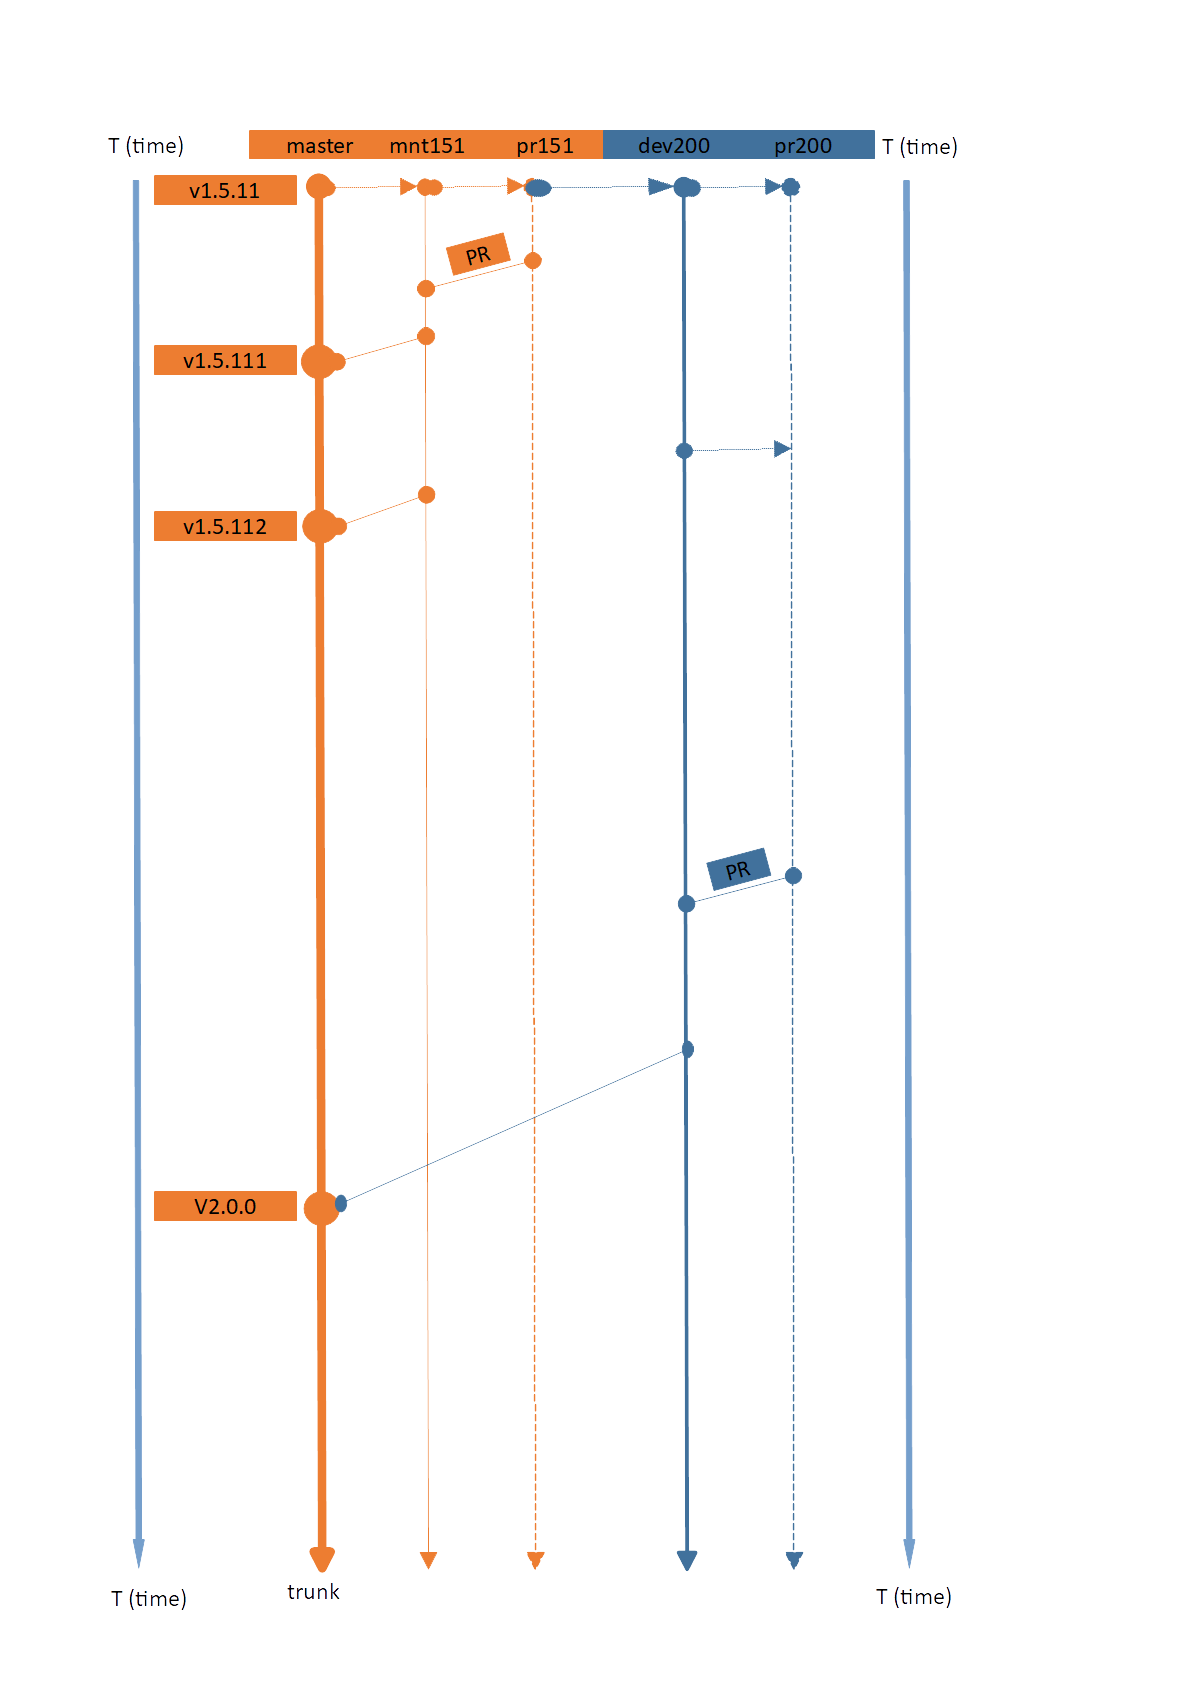 T (time)
master mnt151 pr151 dev200 pr200
T (time)
v1.5.11
PR
v1.5.111
v1.5.112
PR
V2.0.0
trunk
T (time)
T (time)